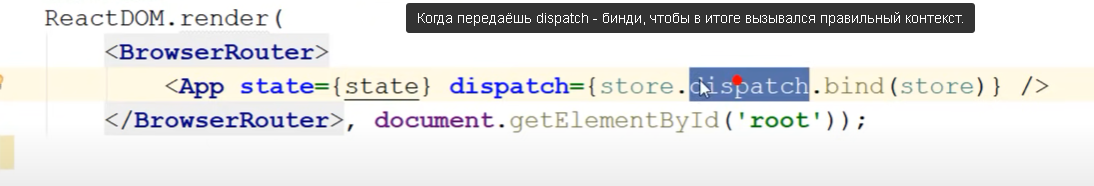 Когда передаёшь dispatch - бинди, чтобы в итоге вызывался правильный контекст.
ReactDOM.render(
<BrowserRouter>
<App state={state} dispatch={store.dispatch.bind(store)} />
</BrowserRouter>, document.getElementById('root'));